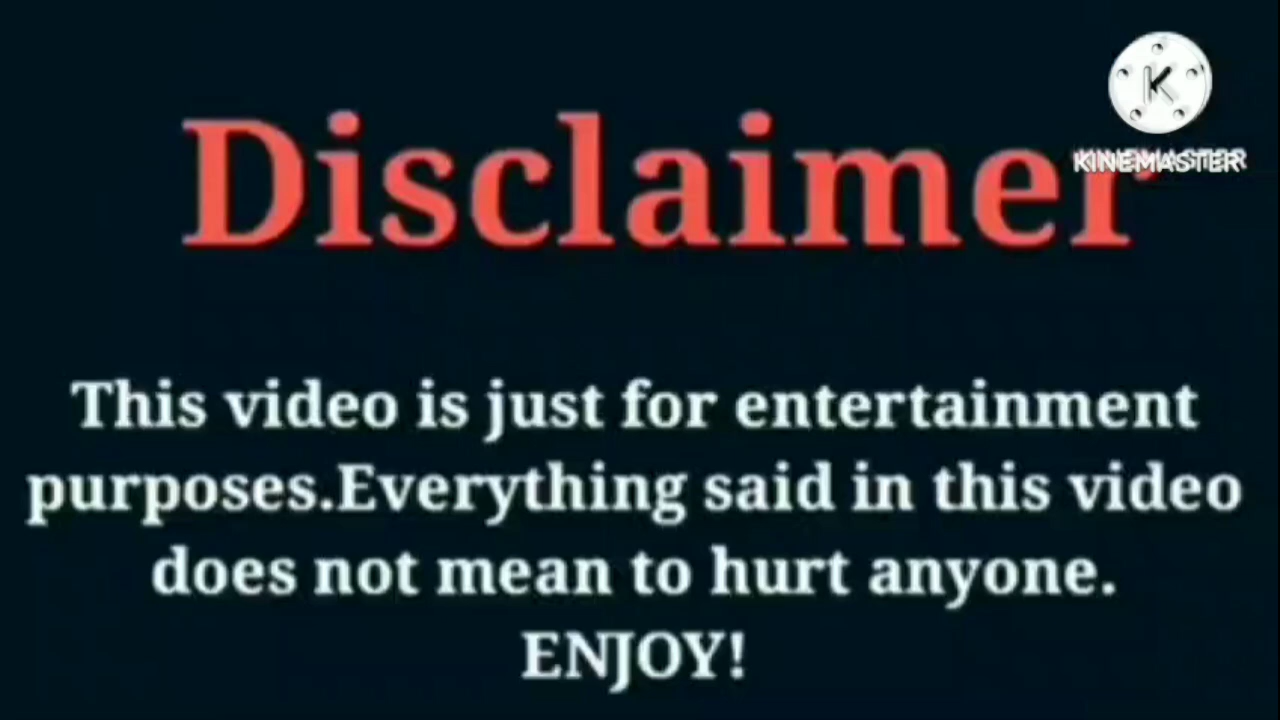 K
KINEMASTER
Disclaimer
This video is just for entertainment
purposes.Everything said in this video
does not mean to hurt anyone.
ENJOY!